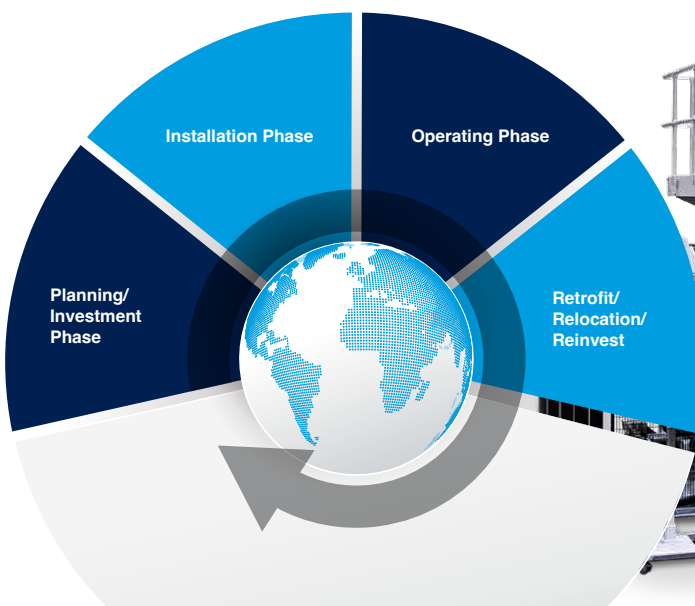 Installation Phase
Operating Phase
Planning/
Investment
Phase
Retrofit/
Relocation/
Reinvest